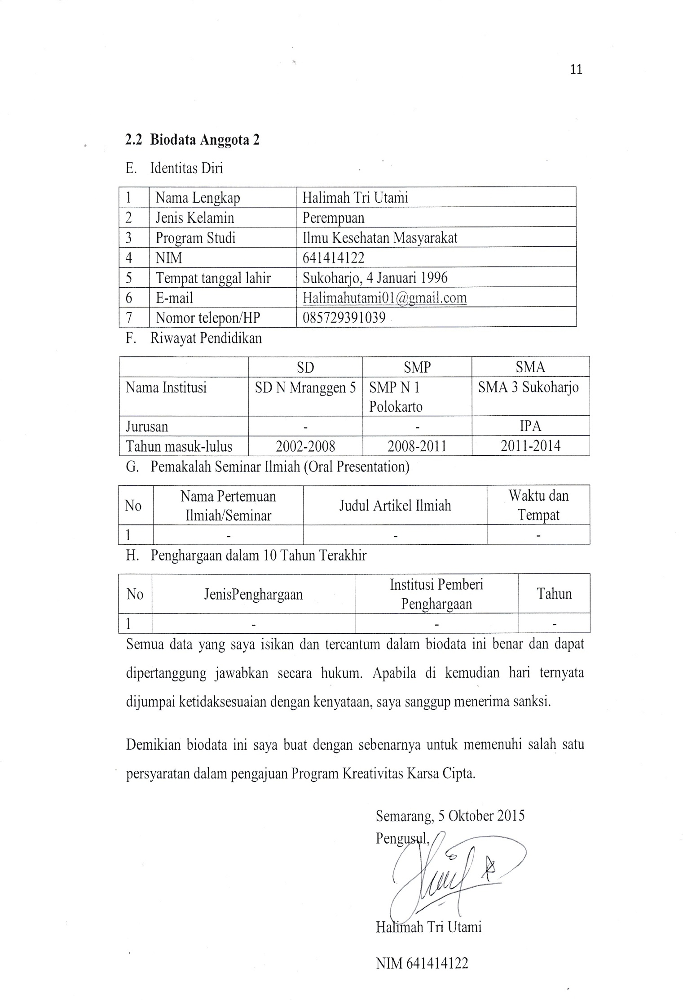 11
2.2 Biodata Anggota 2
E. Identitas Diri
1 Nama Lengkap Halimah Tri Utami
2 Jenis Kelamin Perempuan
3 Program Studi Ilmu Kesehatan Masyarakat
4 NIM 641414122
5 Tempat tanggal lahir Sukoharjo, 4 Januari 1996
6 E-mail Halimahutami01@gmail.com
7 Nomor telepon/HP 085729391039
F. Riwayat Pendidikan
SD SMP SMA
Nama Institusi SD N Mranggen 5 SMP N 1 SMA 3 Sukoharjo
Polokarto
Jurusan - - IPA
Tahun masuk-lulus 2002-2008 2008-2011 2011-2014
G. Pemakalah Seminar Ilmiah (Oral Presentation)
No Nama Pertemuan Judul Artikel Ilmiah Waktu dan
Ilmiah/Seminar Tempat
1 - - -
H. Penghargaan dalam 10 Tahun Terakhir
No JenisPenghargaan Institusi Pemberi Tahun
Penghargaan
1 - - -
Semua data yang saya isikan dan tercantum dalam biodata ini benar dan dapat
dipertanggung jawabkan secara hukum. Apabila di kemudian hari ternyata
dijumpai ketidaksesuaian dengan kenyataan, saya sanggup menerima sanksi.
Demikian biodata ini saya buat dengan sebenarnya untuk memenuhi salah satu
persyaratan dalam pengajuan Program Kreativitas Karsa Cipta.
Semarang, 5 Oktober 2015
Pengusul,
Halimah Tri Utami
NIM 641414122